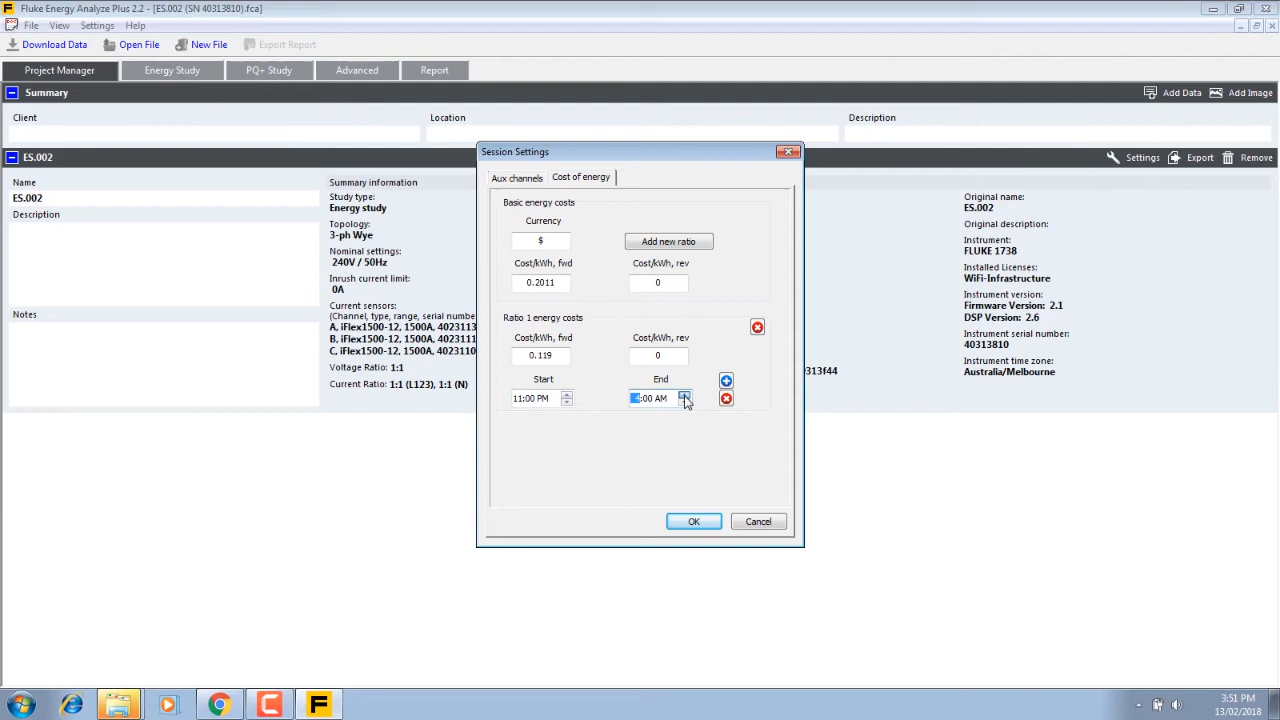 Fluke Energy Analyze Plus 2.2 - [ES.002 (SN 40313810).fca]
File View Settings Help
Download Data Open File New File Export Report
Project Manager Energy Study PQ+ Study Advanced Report
Summary Add Data Add Image
Client Location Description
ES.002 Settings Export Remove
Name
ES.002
Description
Notes
Summary information
Study type:
Energy study
Topology:
3-ph Wye
Nominal settings:
240V / 50Hz
Inrush current limit:
0A
Current sensors:
(Channel, type, range, serial number
A, iFlex1500-12, 1500A, 4023113
B, iFlex1500-12, 1500A, 4023111
C, iFlex1500-12, 1500A, 4023110
Voltage Ratio: 1:1
Current Ratio: 1:1 (L123), 1:1 (N)
Session Settings
Aux channels Cost of energy
Basic energy costs
Currency
$ Add new ratio
Cost/kWh, fwd Cost/kWh, rev
0.2011 0
Ratio 1 energy costs
Cost/kWh, fwd Cost/kWh, rev
0.119 0
Start End
11:00 PM 4:00 AM
OK Cancel
313f44
Original name:
ES.002
Original description:
Instrument:
FLUKE 1738
Installed Licenses:
WiFi-Infrastructure
Instrument version:
Firmware Version: 2.1
DSP Version: 2.6
Instrument serial number:
40313810
Instrument time zone:
Australia/Melbourne
3:51 PM
13/02/2018